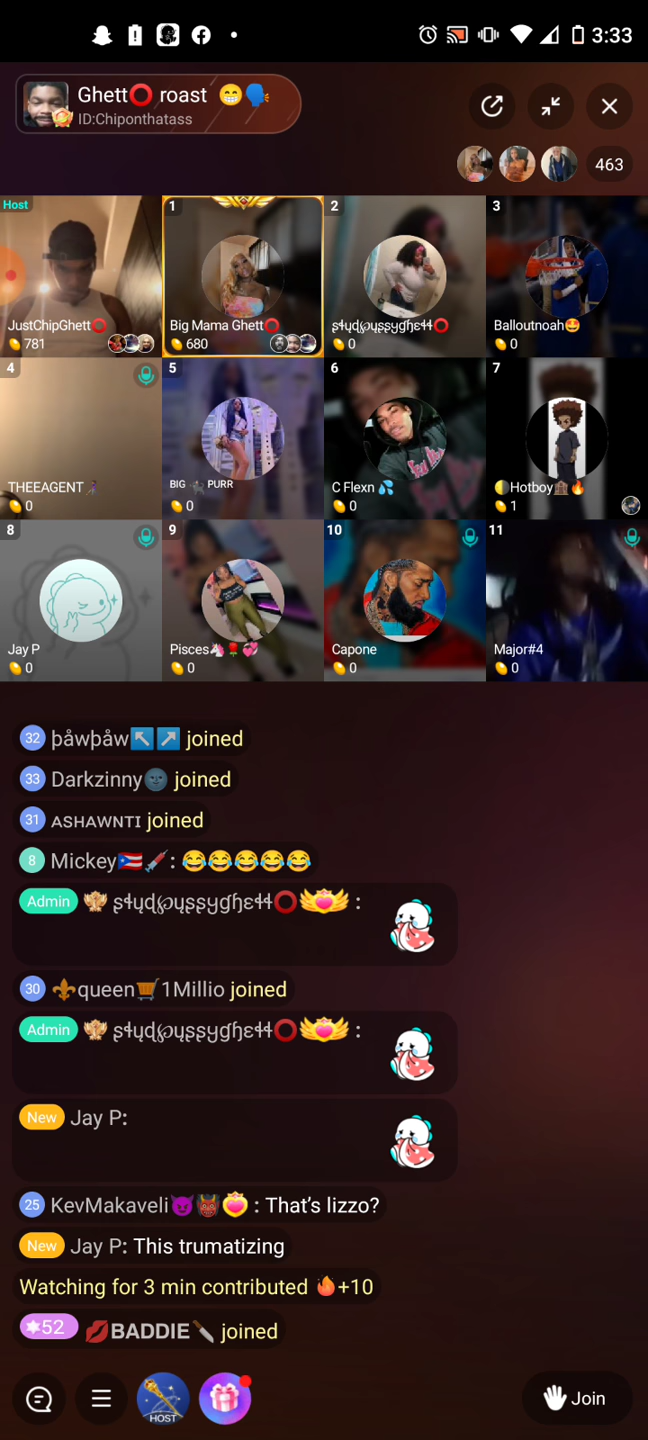 3:33
Ghett⭕ roast 😁🗣️
ID:Chiponthatass
463
Host
JustChipGhett⭕
781
1
Big Mama Ghett⭕
680
2
0
3
Balloutnoah🤩
0
4
THEEAGENT
0
5
BIG PURR
0
6
C Flexn 💦
0
7
🌗Hotboy🏚🔥
1
8
Jay P
0
9
Pisces🦄🌹💞
0
10
Capone
0
11
Major#4
0
32 þåwþåw↖️↗️ joined
33 Darkzinny🌚 joined
31 ᴀsʜᴀᴡɴᴛɪ joined
8 Mickey🇵🇷💉: 😂😂😂😂😂
Admin
30 ⚜️queen🛒1Millio joined
Admin
New Jay P:
25 KevMakaveli😈👹 : That's lizzo?
New Jay P: This trumatizing
Watching for 3 min contributed 🔥+10
52 💋BADDIE🔪 joined
HOST
Join